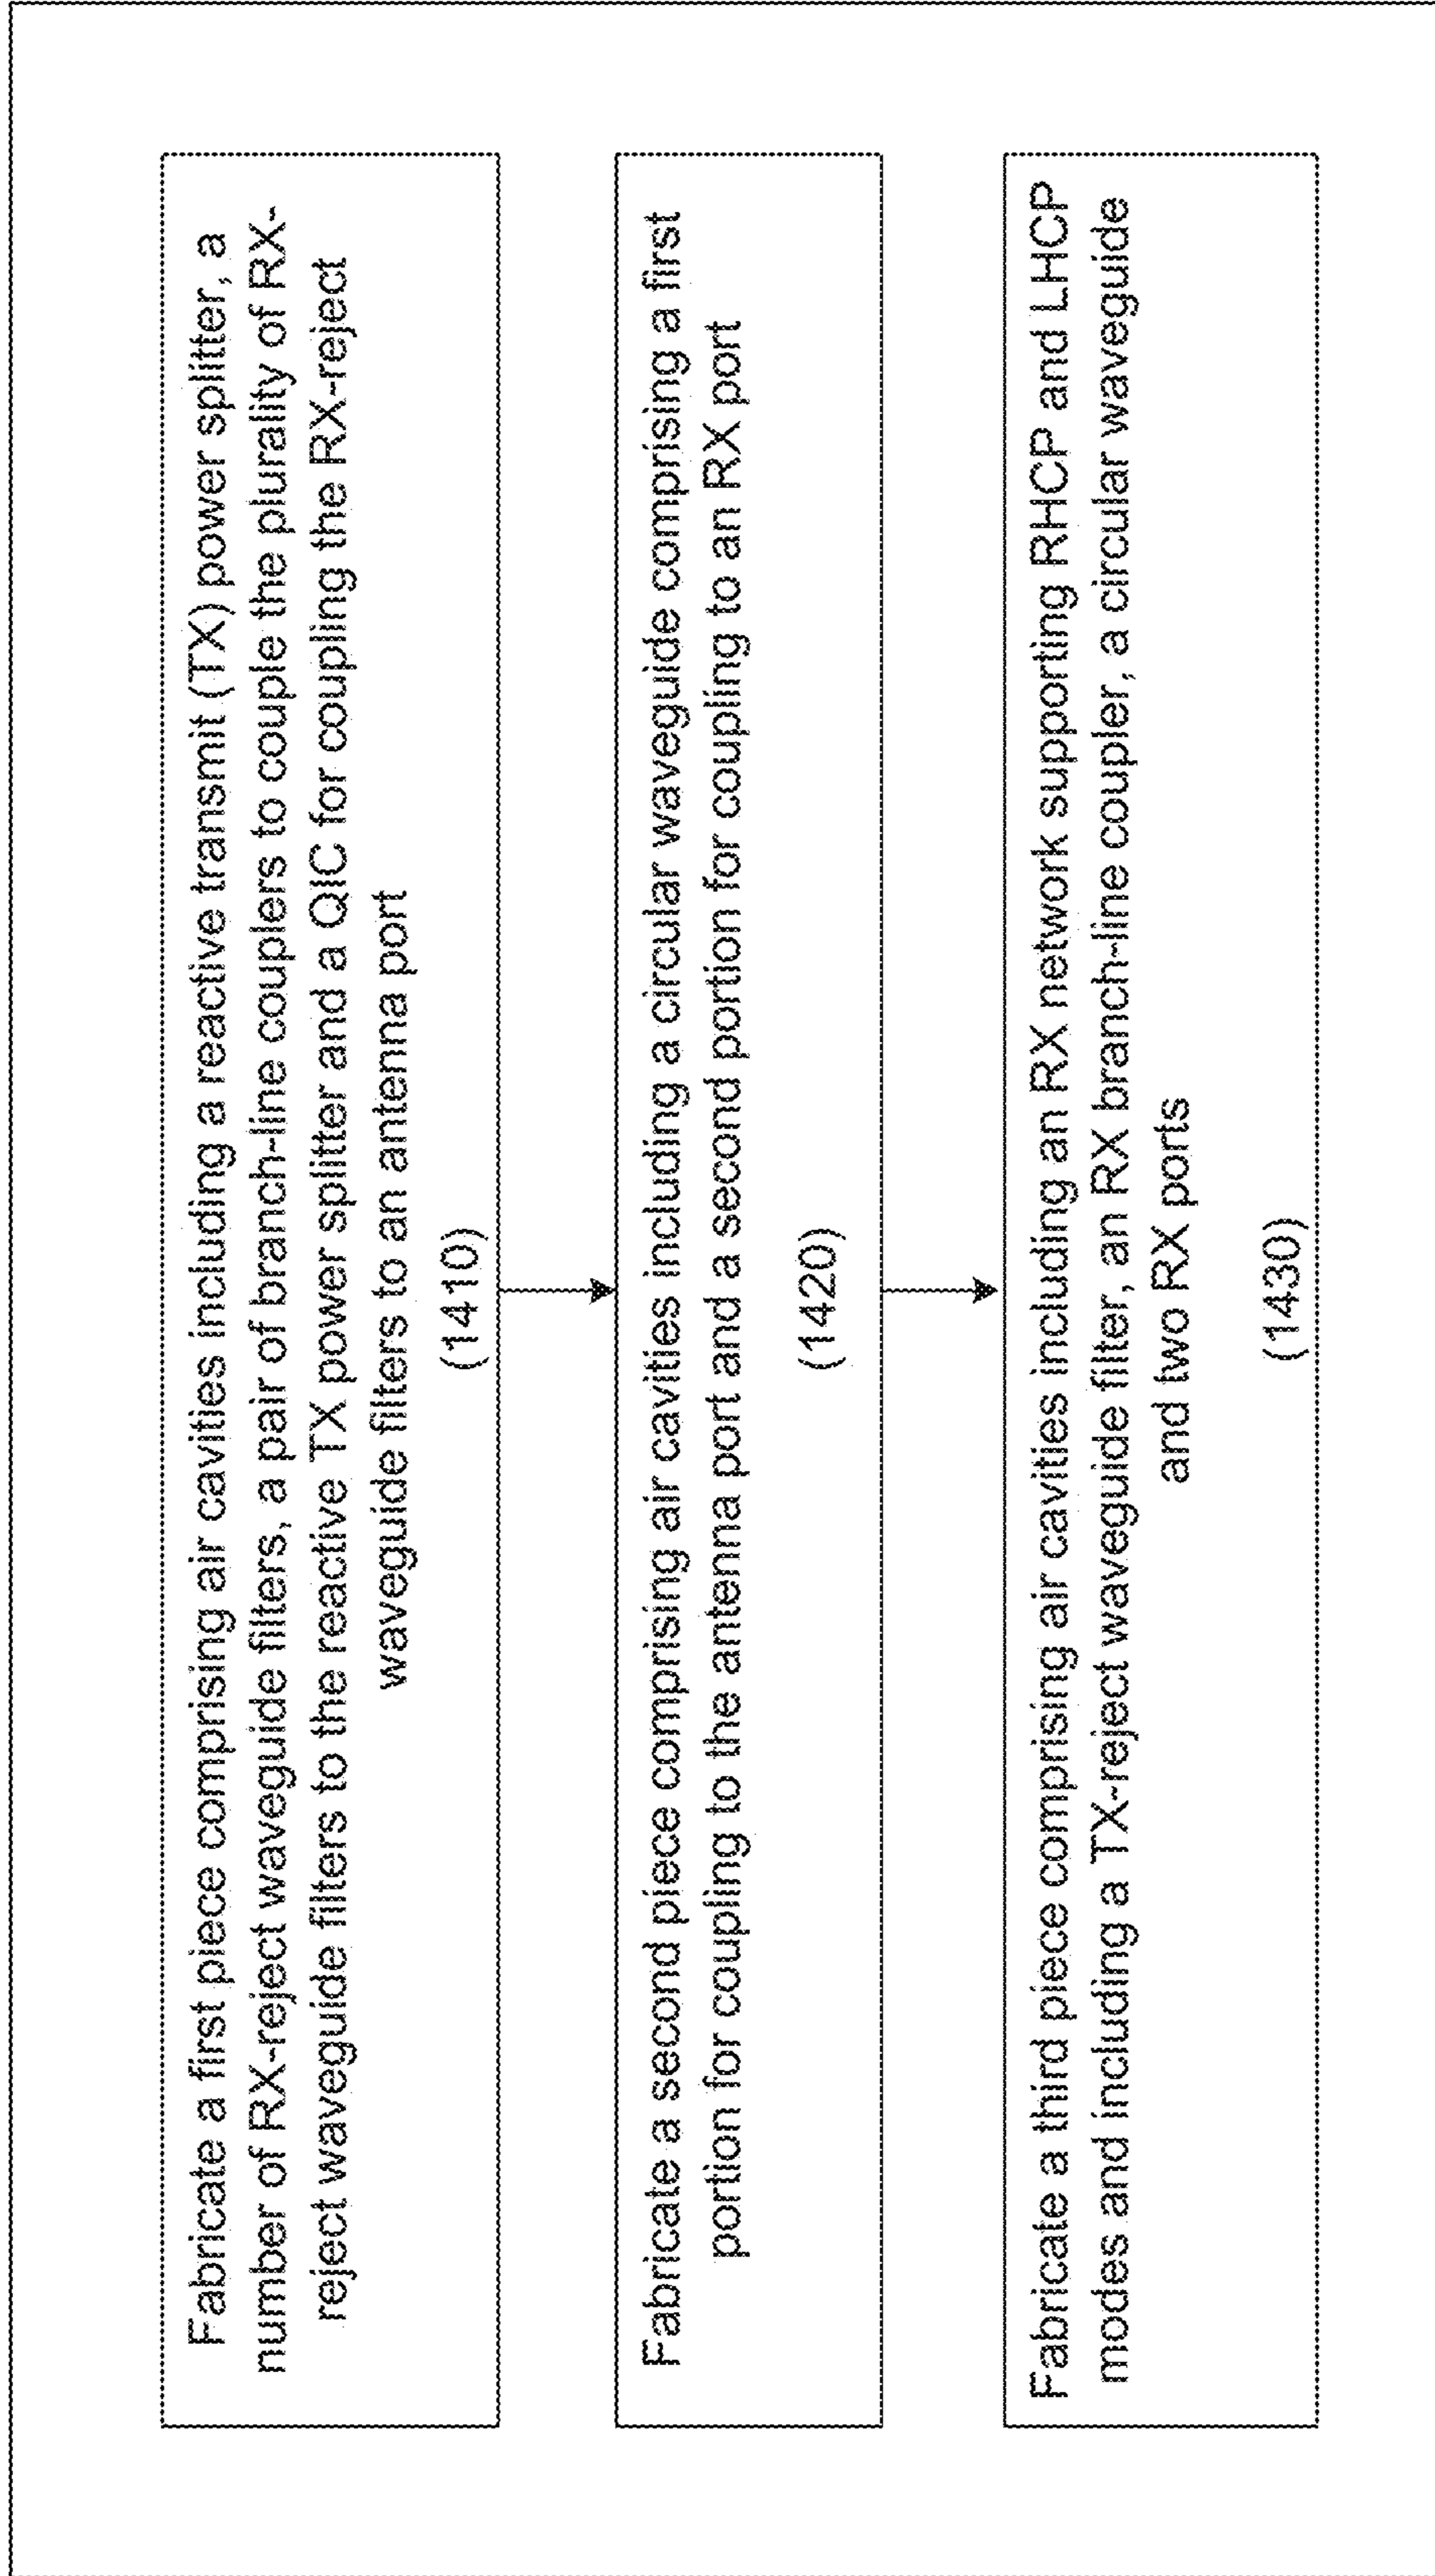 Fabricate a first piece comprising air cavities including a reactive transmit (TX) power splitter, a
number of RX-reject waveguide filters, a pair of branch-line couplers to couple the plurality of RX-
reject waveguide filters to the reactive TX power splitter and a QIC for coupling the RX-reject
waveguide filters to an antenna port
(1410)
Fabricate a second piece comprising air cavities including a circular waveguide comprising a first
portion for coupling to the antenna port and a second portion for coupling to an RX port
(1420)
Fabricate a third piece comprising air cavities including an RX network supporting RHCP and LHCP
modes and including a TX-reject waveguide filter, an RX branch-line coupler, a circular waveguide
and two RX ports
(1430)